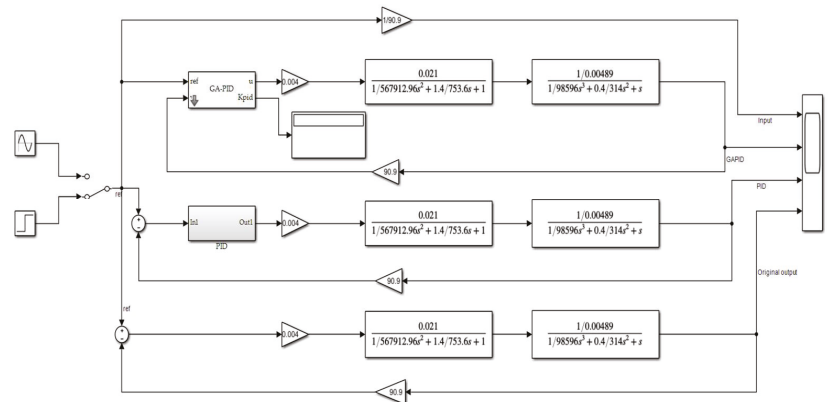 1/90.9
ref
u
GA-PID
Kpid
0.004
0.021
1/567912.96s² + 1.4/753.6s + 1
1/0.00489
1/98596s³ + 0.4/314s² + s
Input
GAPID
90.9
ref
PID
+
-
In1
Out1
PID
0.004
0.021
1/567912.96s² + 1.4/753.6s + 1
1/0.00489
1/98596s³ + 0.4/314s² + s
90.9
Original output
ref
+
-
0.004
0.021
1/567912.96s² + 1.4/753.6s + 1
1/0.00489
1/98596s³ + 0.4/314s² + s
90.9